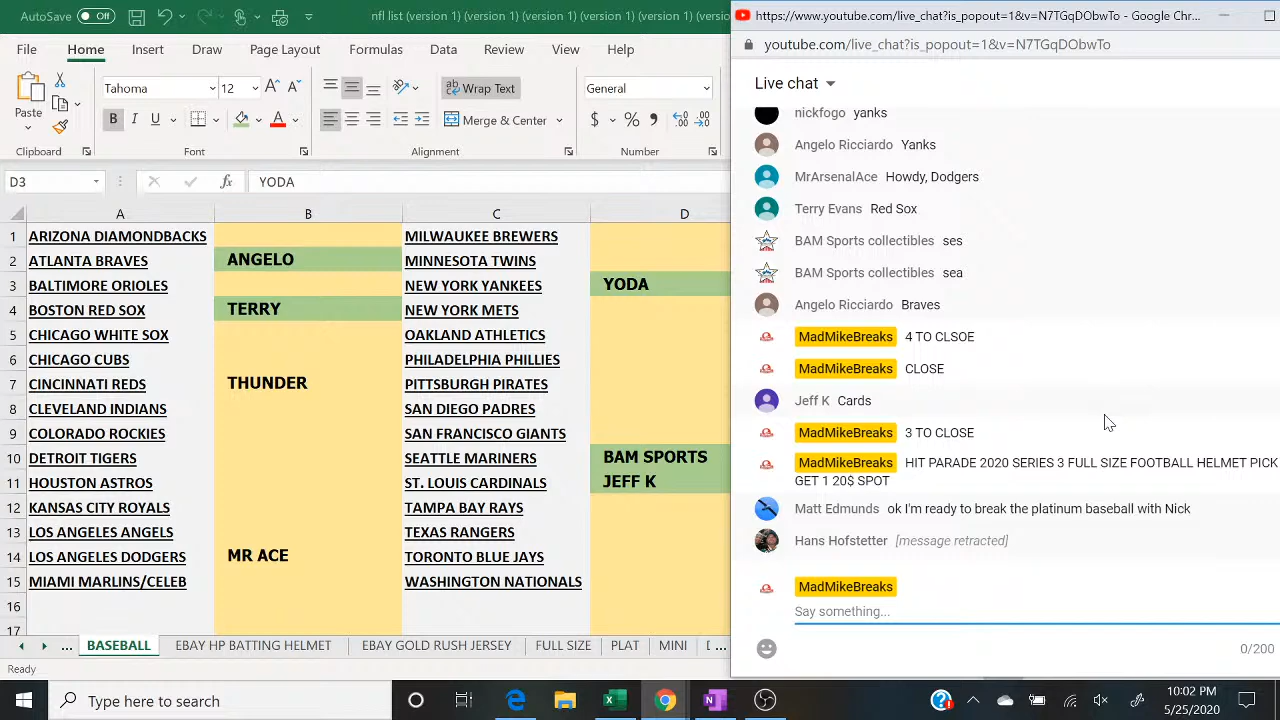 AutoSave Off
nfl list (version 1) (version 1) (version 1) (version 1)
File Home Insert Draw Page Layout Formulas Data Review View Help
Tahoma 12
Wrap Text
General
Paste
B I U
Merge & Center
$ % 9
Clipboard Font Alignment Number
D3 fx YODA
A B C D
1 ARIZONA DIAMONDBACKS MILWAUKEE BREWERS
2 ATLANTA BRAVES ANGELO MINNESOTA TWINS
3 BALTIMORE ORIOLES NEW YORK YANKEES YODA
4 BOSTON RED SOX TERRY NEW YORK METS
5 CHICAGO WHITE SOX OAKLAND ATHLETICS
6 CHICAGO CUBS PHILADELPHIA PHILLIES
7 CINCINNATI REDS THUNDER PITTSBURGH PIRATES
8 CLEVELAND INDIANS SAN DIEGO PADRES
9 COLORADO ROCKIES SAN FRANCISCO GIANTS
10 DETROIT TIGERS SEATTLE MARINERS BAM SPORTS
11 HOUSTON ASTROS ST. LOUIS CARDINALS JEFF K
12 KANSAS CITY ROYALS TAMPA BAY RAYS
13 LOS ANGELES ANGELS TEXAS RANGERS
14 LOS ANGELES DODGERS MR ACE TORONTO BLUE JAYS
15 MIAMI MARLINS/CELEB WASHINGTON NATIONALS
16
17
... BASEBALL EBAY HP BATTING HELMET EBAY GOLD RUSH JERSEY FULL SIZE PLAT MINI ...
Ready
https://www.youtube.com/live_chat?is_popout=1&v=N7TGqDObwTo - Google Chr...
youtube.com/live_chat?is_popout=1&v=N7TGqDObwTo
Live chat
nickfogo yanks
Angelo Ricciardo Yanks
MrArsenalAce Howdy, Dodgers
Terry Evans Red Sox
BAM Sports collectibles ses
BAM Sports collectibles sea
Angelo Ricciardo Braves
MadMikeBreaks 4 TO CLSOE
MadMikeBreaks CLOSE
Jeff K Cards
MadMikeBreaks 3 TO CLOSE
MadMikeBreaks HIT PARADE 2020 SERIES 3 FULL SIZE FOOTBALL HELMET PICK
GET 1 20$ SPOT
Matt Edmunds ok I'm ready to break the platinum baseball with Nick
Hans Hofstetter [message retracted]
MadMikeBreaks
Say something...
0/200
Type here to search
10:02 PM
5/25/2020